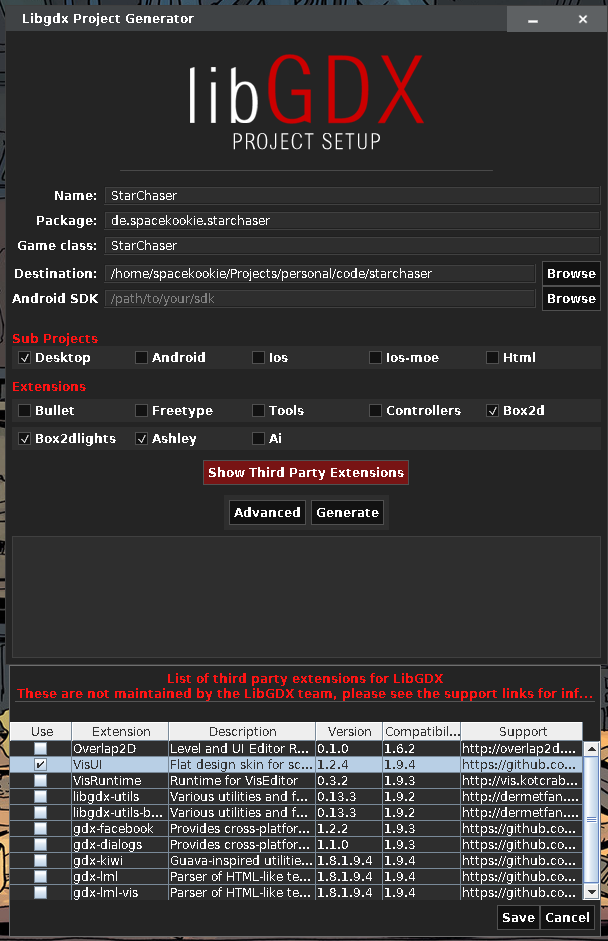 Libgdx Project Generator
libGDX
PROJECT SETUP
Name: StarChaser
Package: de.spacekookie.starchaser
Game class: StarChaser
Destination: /home/spacekookie/Projects/personal/code/starchaser Browse
Android SDK /path/to/your/sdk Browse
Sub Projects
Desktop Android Ios Ios-moe Html
Extensions
Bullet Freetype Tools Controllers Box2d
Box2dlights Ashley Ai
Show Third Party Extensions
Advanced Generate
List of third party extensions for LibGDX
These are not maintained by the LibGDX team, please see the support links for inf...
Use Extension Description Version Compatibil... Support
Overlap2D Level and UI Editor R... 0.1.0 1.6.2 http://overlap2d....
VisUI Flat design skin for sc... 1.2.4 1.9.4 https://github.co...
VisRuntime Runtime for VisEditor 0.3.2 1.9.3 http://vis.kotcrab...
libgdx-utils Various utilities and f... 0.13.3 1.9.2 http://dermetfan....
libgdx-utils-b... Various utilities and f... 0.13.3 1.9.2 http://dermetfan....
gdx-facebook Provides cross-platfor... 1.2.2 1.9.3 https://github.co...
gdx-dialogs Provides cross-platfor... 1.1.0 1.9.3 https://github.co...
gdx-kiwi Guava-inspired utilitie... 1.8.1.9.4 1.9.4 https://github.co...
gdx-lml Parser of HTML-like te... 1.8.1.9.4 1.9.4 https://github.co...
gdx-lml-vis Parser of HTML-like te... 1.8.1.9.4 1.9.4 https://github.co...
Save Cancel